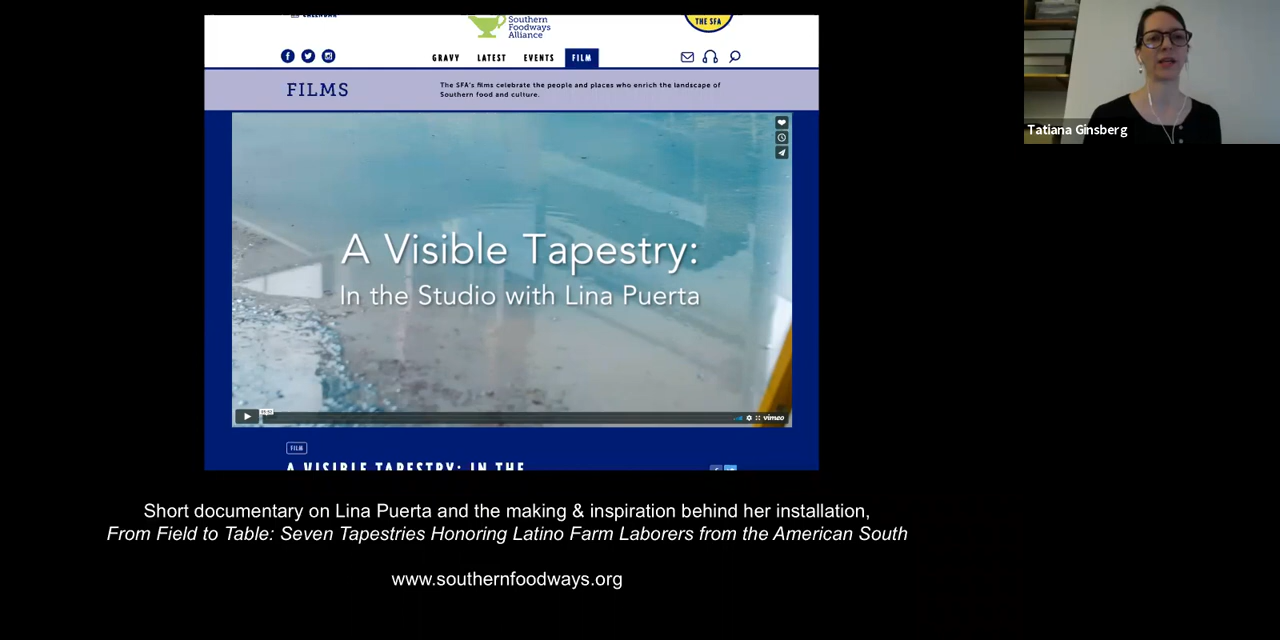 CALENDAR
Southern
Foodways
Alliance
THE SFA
GRAVY LATEST EVENTS FILM
FILMS
The SFA's films celebrate the people and places who enrich the landscape of
Southern food and culture.
A Visible Tapestry:
In the Studio with Lina Puerta
vimeo
FILM
A VISIBLE TAPESTRY: IN THE
Short documentary on Lina Puerta and the making & inspiration behind her installation,
From Field to Table: Seven Tapestries Honoring Latino Farm Laborers from the American South
www.southernfoodways.org
Tatiana Ginsberg